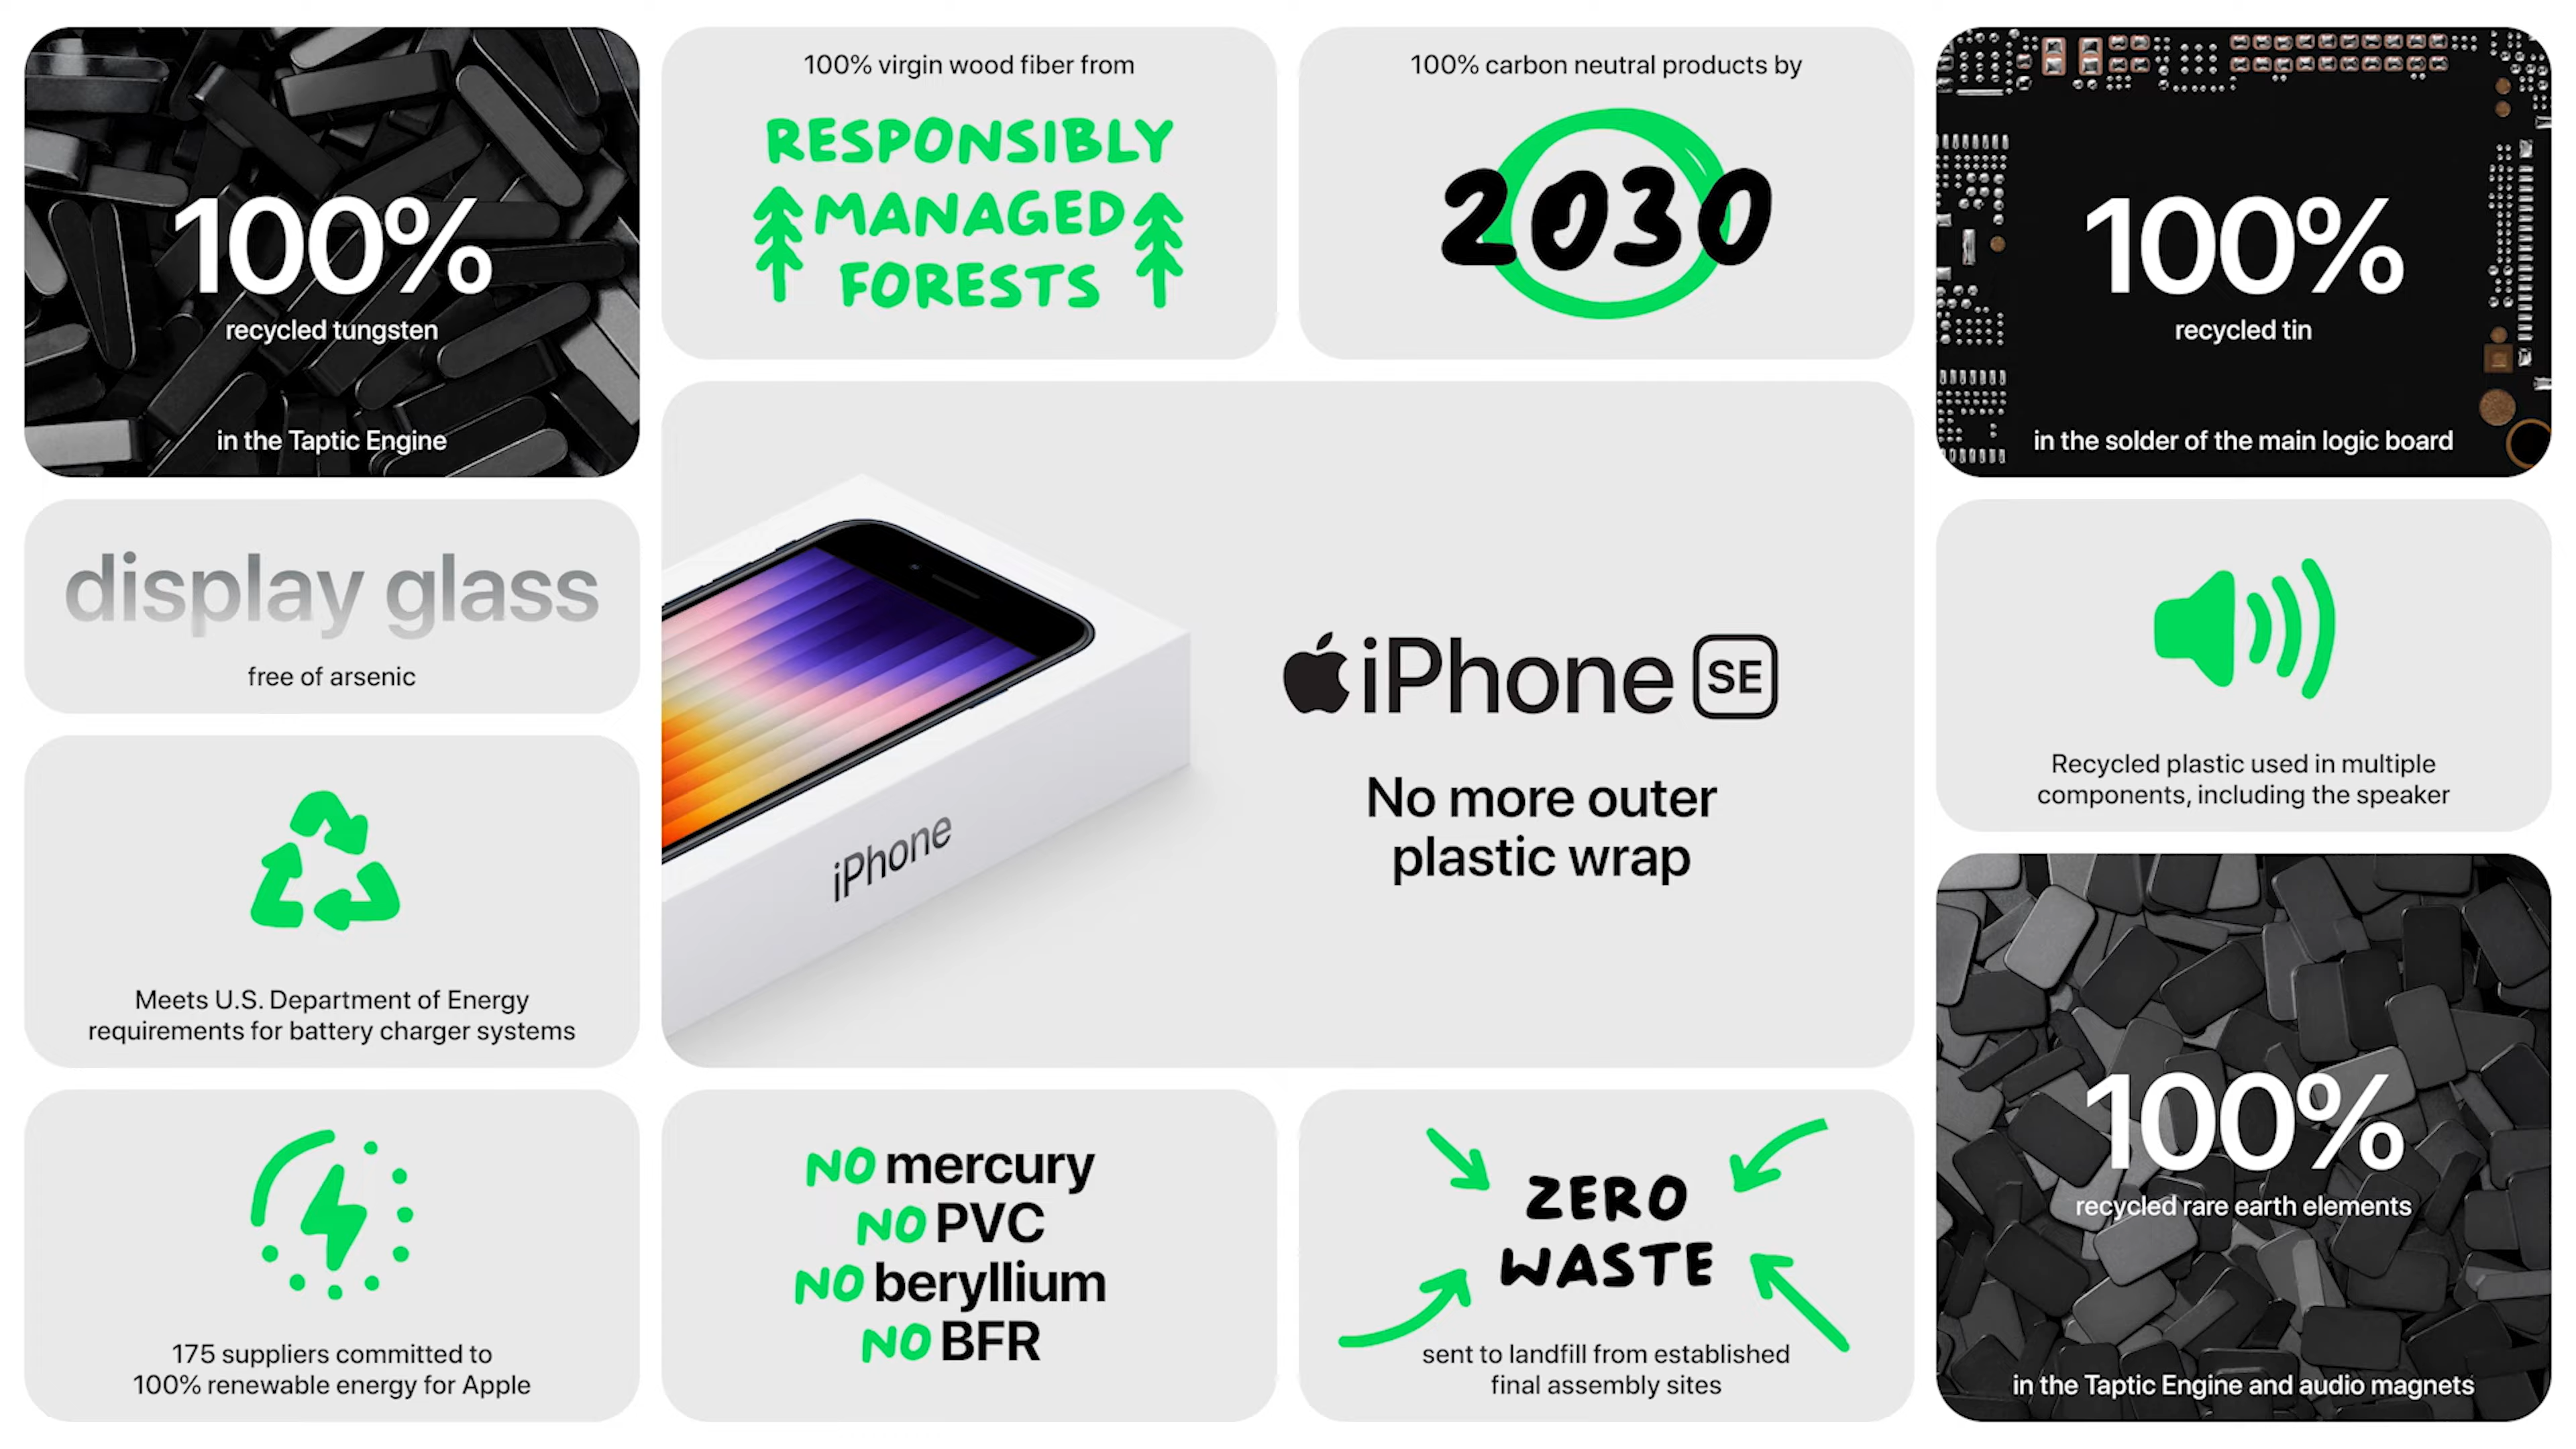 100%
recycled tungsten
in the Taptic Engine
100% virgin wood fiber from
RESPONSIBLY
MANAGED
FORESTS
100% carbon neutral products by
2030
100%
recycled tin
in the solder of the main logic board
display glass
free of arsenic
iPhone
iPhone SE
No more outer
plastic wrap
Recycled plastic used in multiple
components, including the speaker
Meets U.S. Department of Energy
requirements for battery charger systems
175 suppliers committed to
100% renewable energy for Apple
NO mercury
NO PVC
NO beryllium
NO BFR
ZERO
WASTE
sent to landfill from established
final assembly sites
100%
recycled rare earth elements
in the Taptic Engine and audio magnets